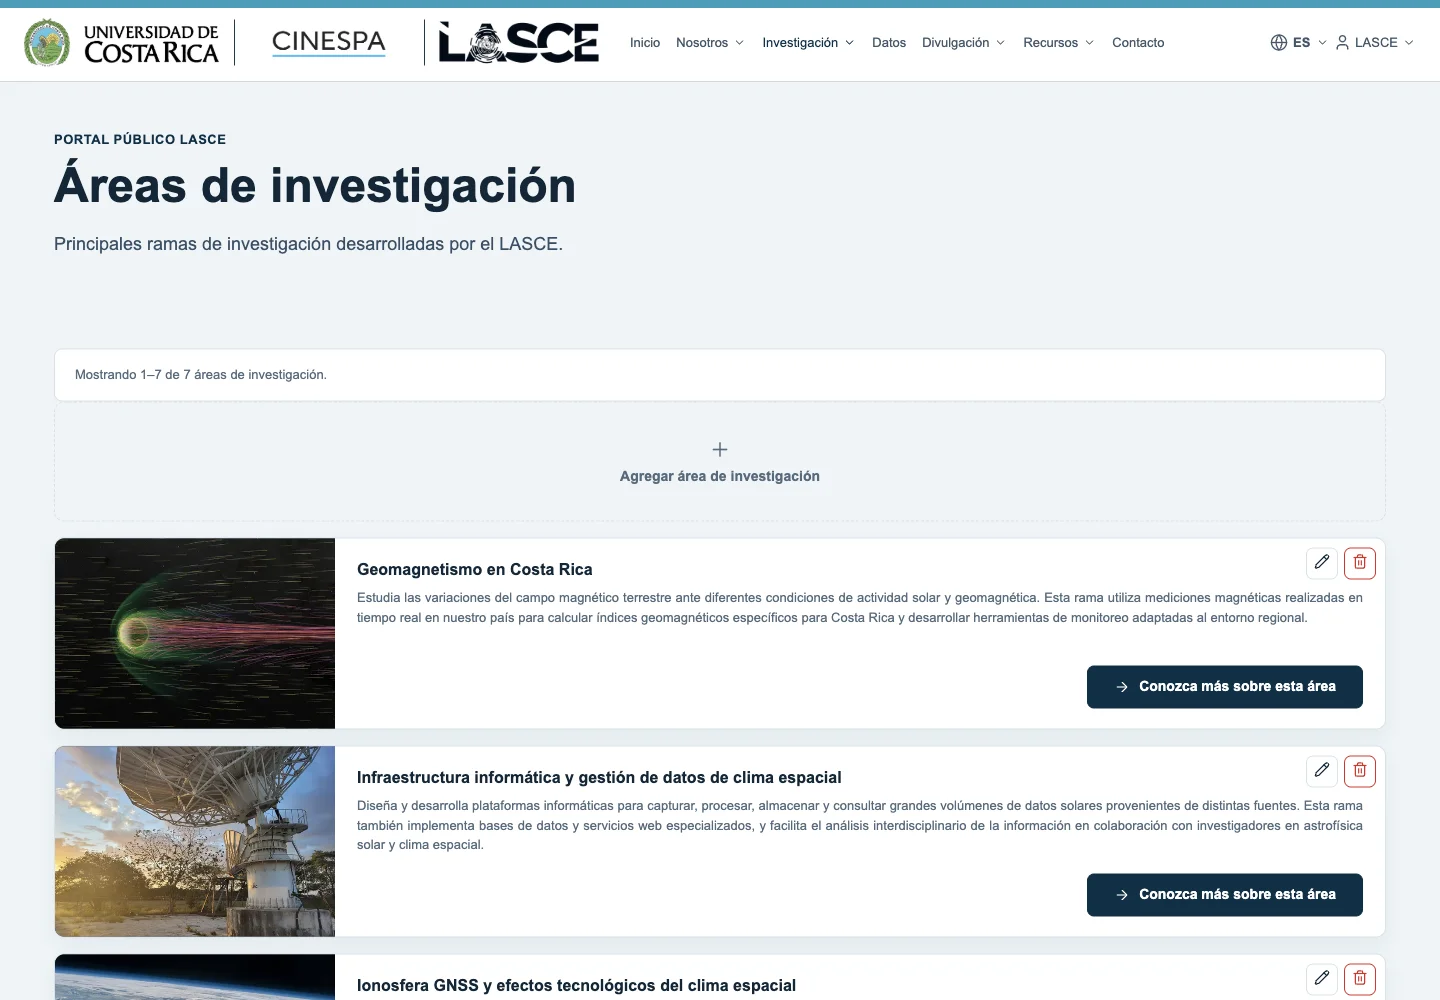 UNIVERSIDAD DE
COSTA RICA
CINESPA
LASCE
Inicio Nosotros Investigación Datos Divulgación Recursos Contacto
ES LASCE
PORTAL PÚBLICO LASCE
Áreas de investigación
Principales ramas de investigación desarrolladas por el LASCE.
Mostrando 1–7 de 7 áreas de investigación.
Agregar área de investigación
Geomagnetismo en Costa Rica
Estudia las variaciones del campo magnético terrestre ante diferentes condiciones de actividad solar y geomagnética. Esta rama utiliza mediciones magnéticas realizadas en
tiempo real en nuestro país para calcular índices geomagnéticos específicos para Costa Rica y desarrollar herramientas de monitoreo adaptadas al entorno regional.
Conozca más sobre esta área
Infraestructura informática y gestión de datos de clima espacial
Diseña y desarrolla plataformas informáticas para capturar, procesar, almacenar y consultar grandes volúmenes de datos solares provenientes de distintas fuentes. Esta rama
también implementa bases de datos y servicios web especializados, y facilita el análisis interdisciplinario de la información en colaboración con investigadores en astrofísica
solar y clima espacial.
Conozca más sobre esta área
Ionosfera GNSS y efectos tecnológicos del clima espacial